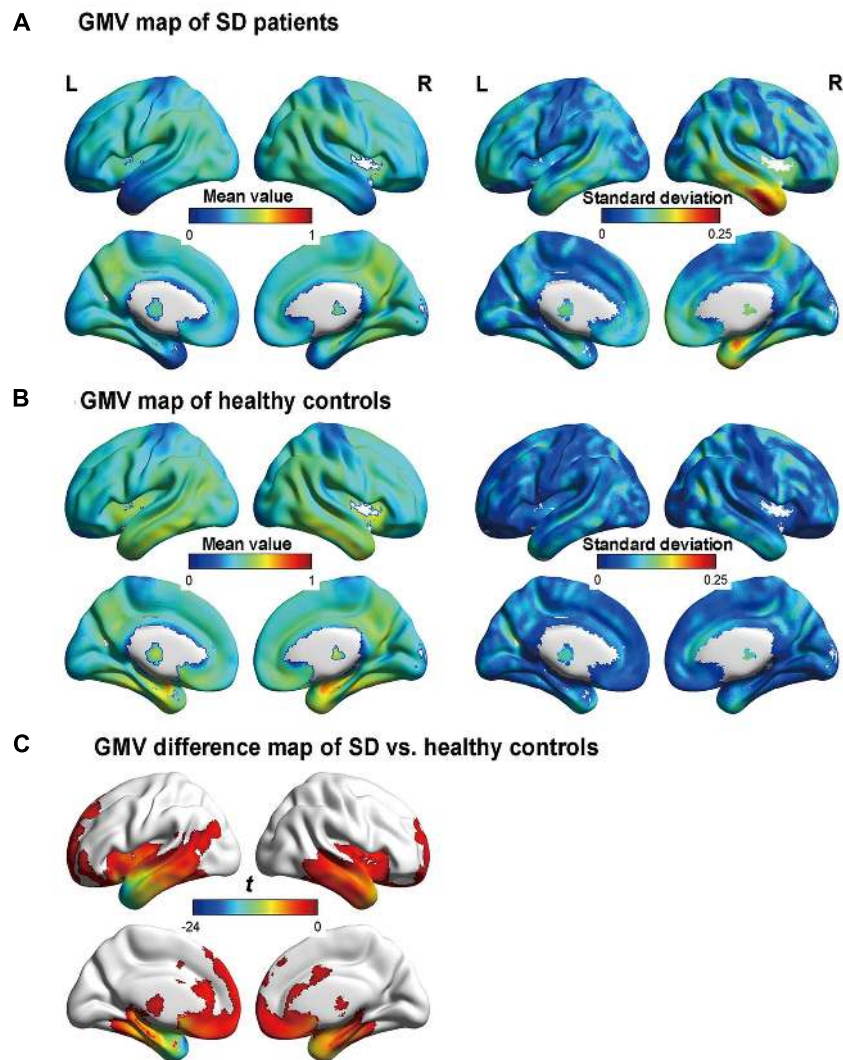 A
GMV map of SD patients
L R L R
Mean value
0 1
Standard deviation
0 0.25
B
GMV map of healthy controls
Mean value
0 1
Standard deviation
0 0.25
C
GMV difference map of SD vs. healthy controls
t
-24 0